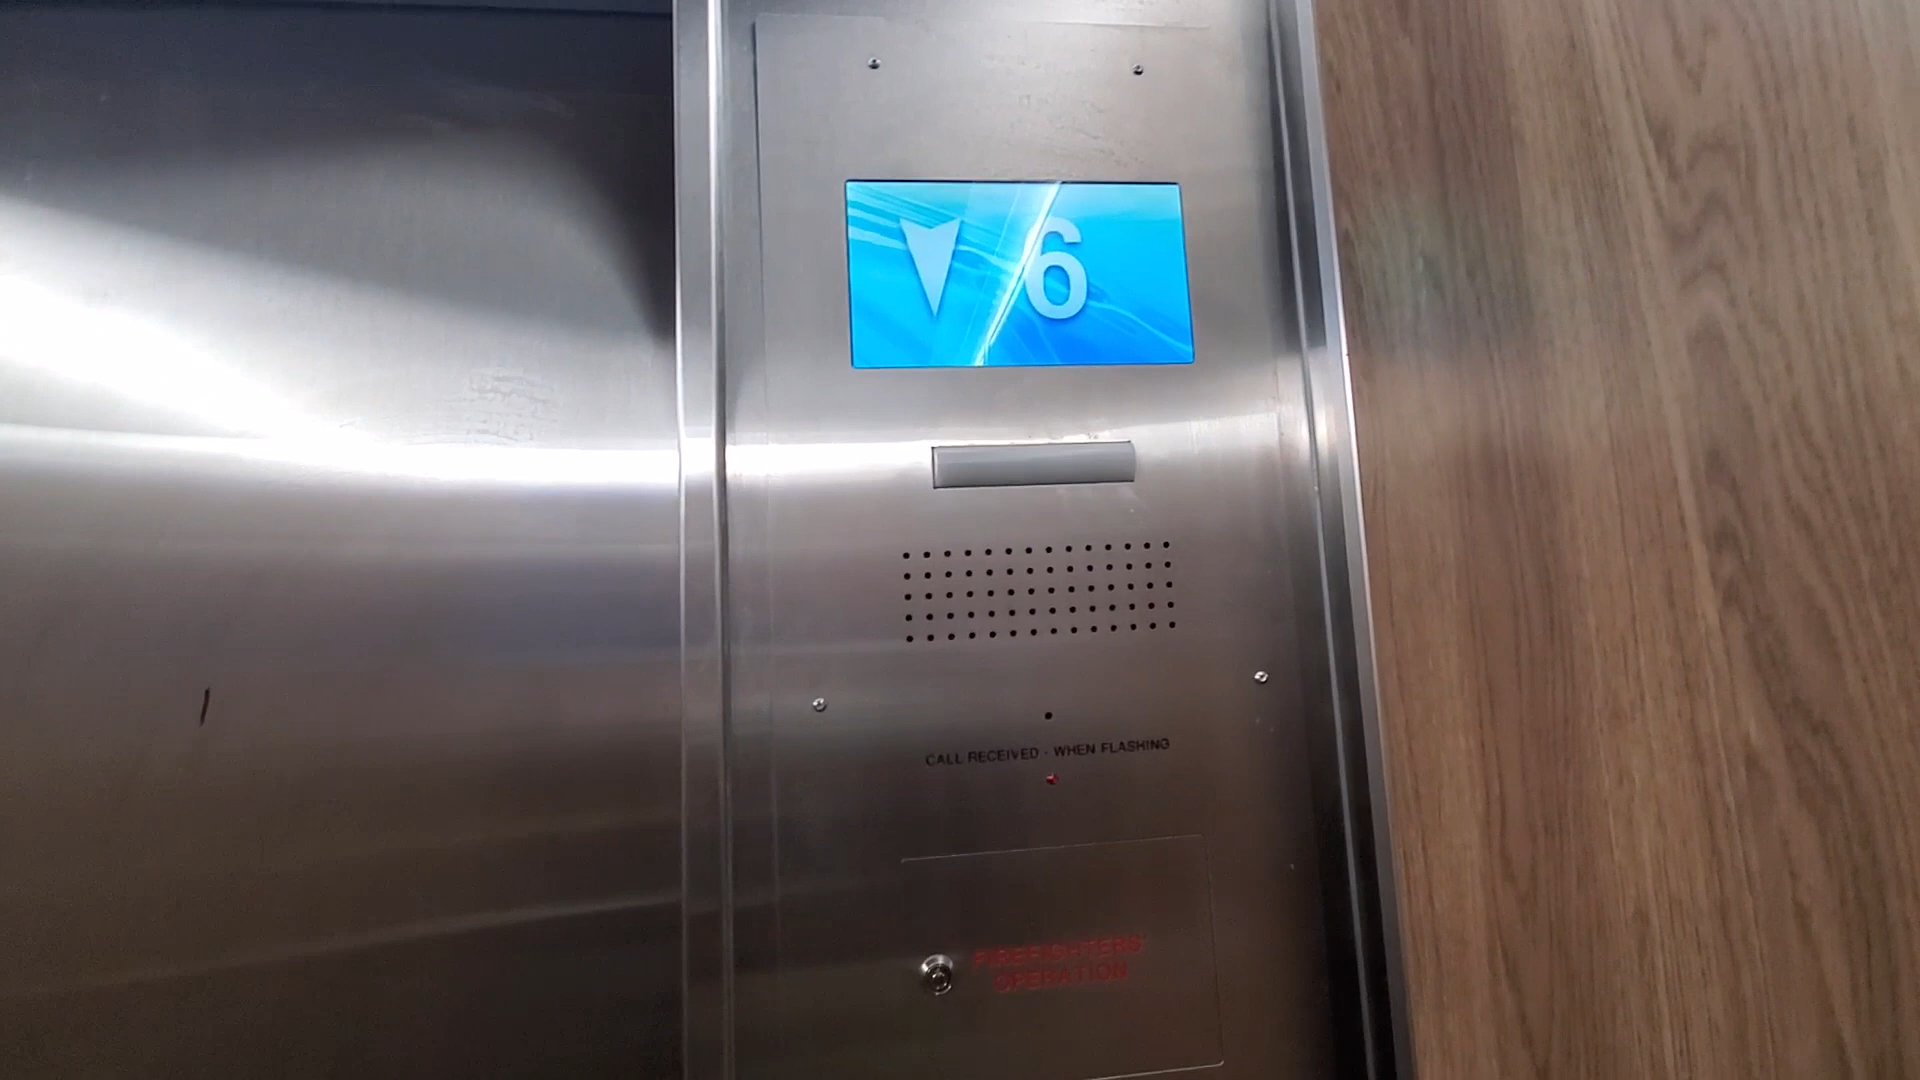 6
CALL RECEIVED - WHEN FLASHING
FIREFIGHTERS
OPERATION